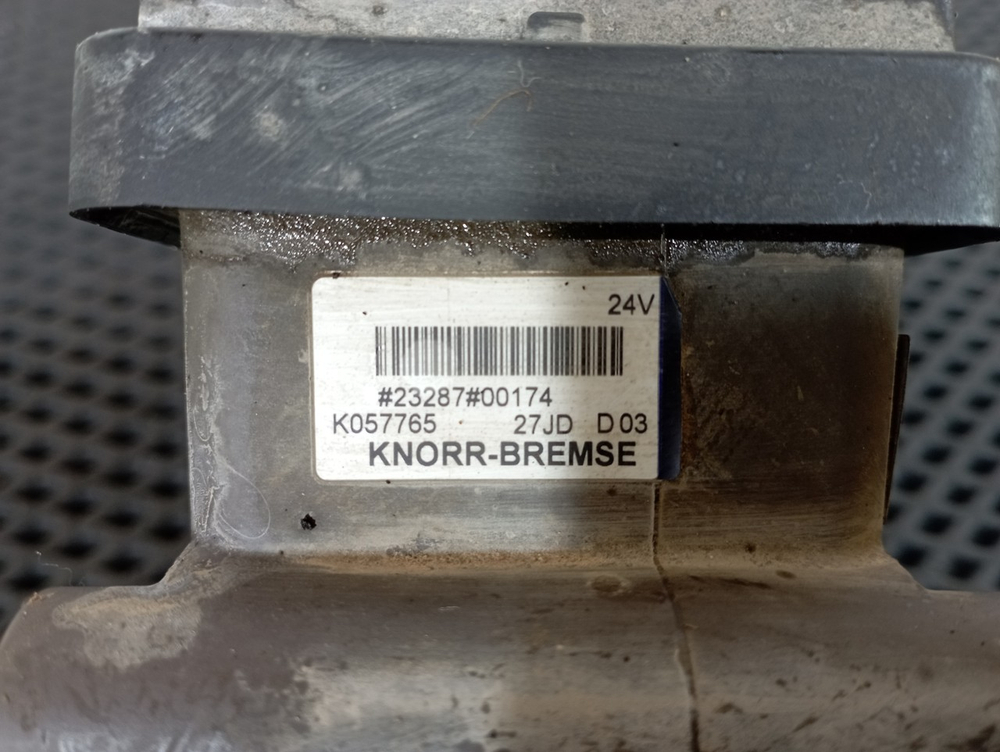 24V
#23287#00174
K057765 27JD D03
KNORR-BREMSE